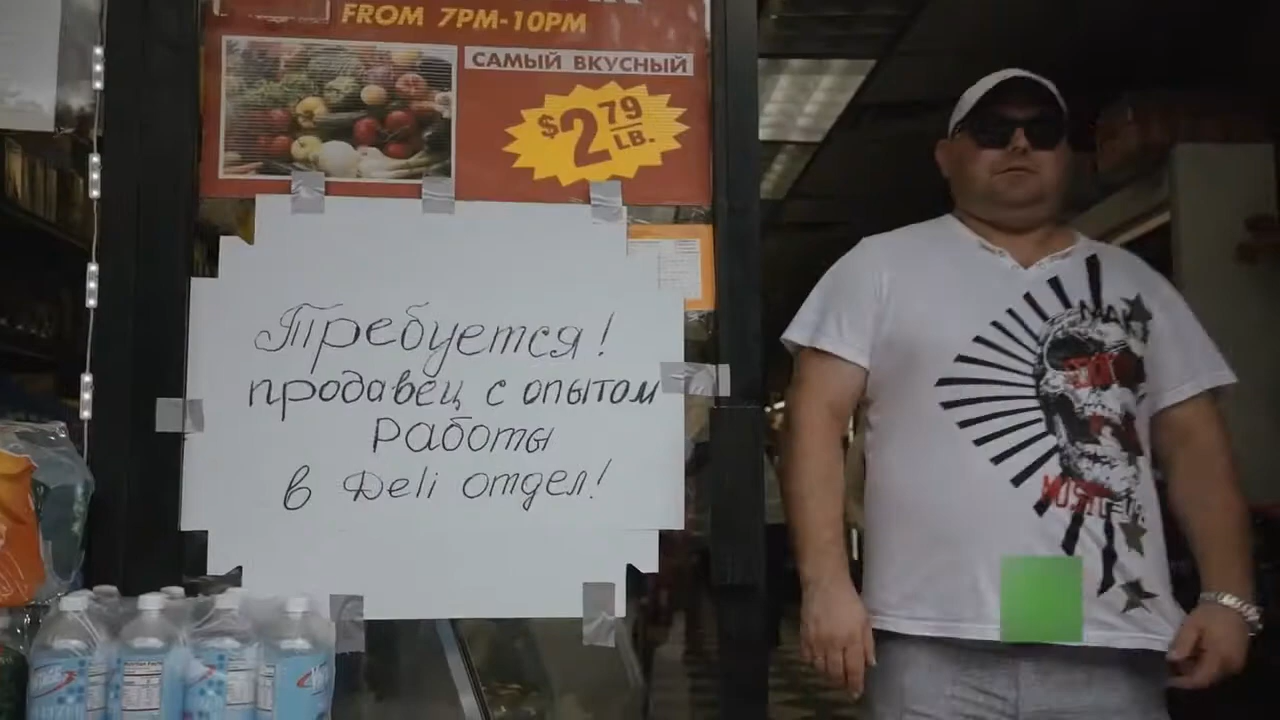 FROM 7PM-10PM
САМЫЙ ВКУСНЫЙ
$2 79
LB.
Требуется!
продавец с опытом
Работы
в Deli отдел!